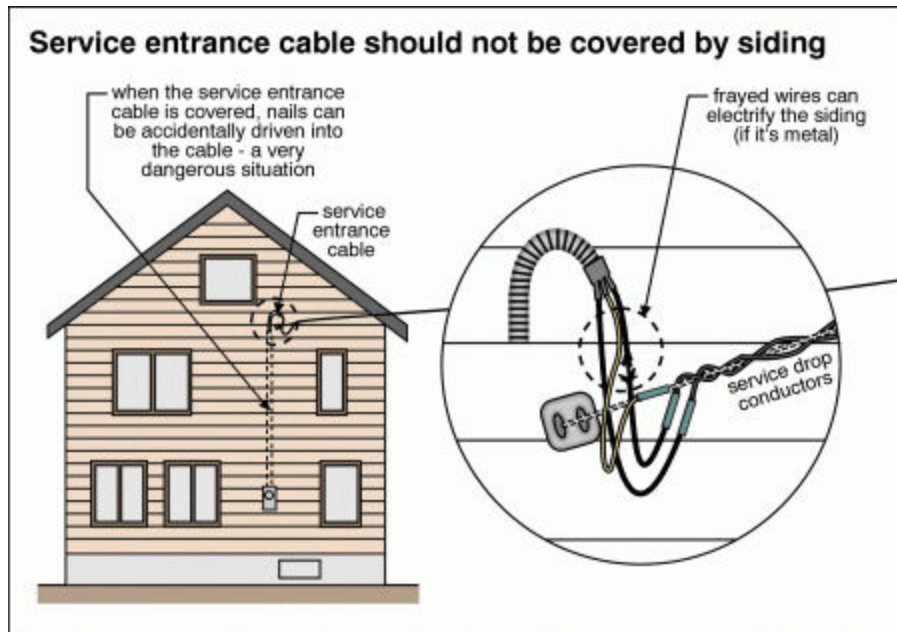 Service entrance cable should not be covered by siding
when the service entrance
cable is covered, nails can
be accidentally driven into
the cable - a very
dangerous situation
service
entrance
cable
frayed wires can
electrify the siding
(if it's metal)
service drop
conductors